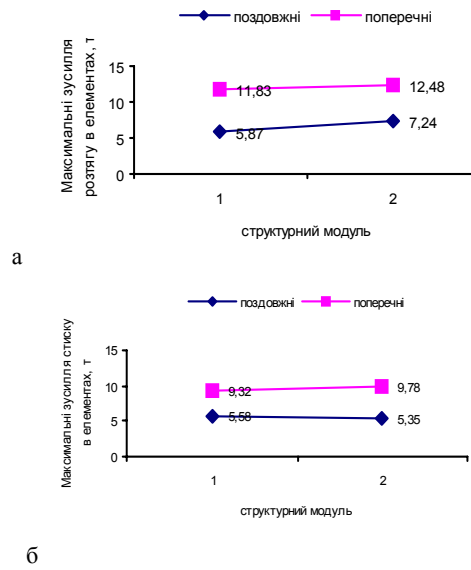 поздовжні поперечні
Максимальні зусилля
розтягу в елементах, т
15
10
5
0
11,83
12,48
5,87
7,24
1
2
структурний модуль
а
поздовжні поперечні
Максимальні зусилля стиску
в елементах, т
15
10
5
0
9,32
9,78
5,58
5,35
1
2
структурний модуль
б